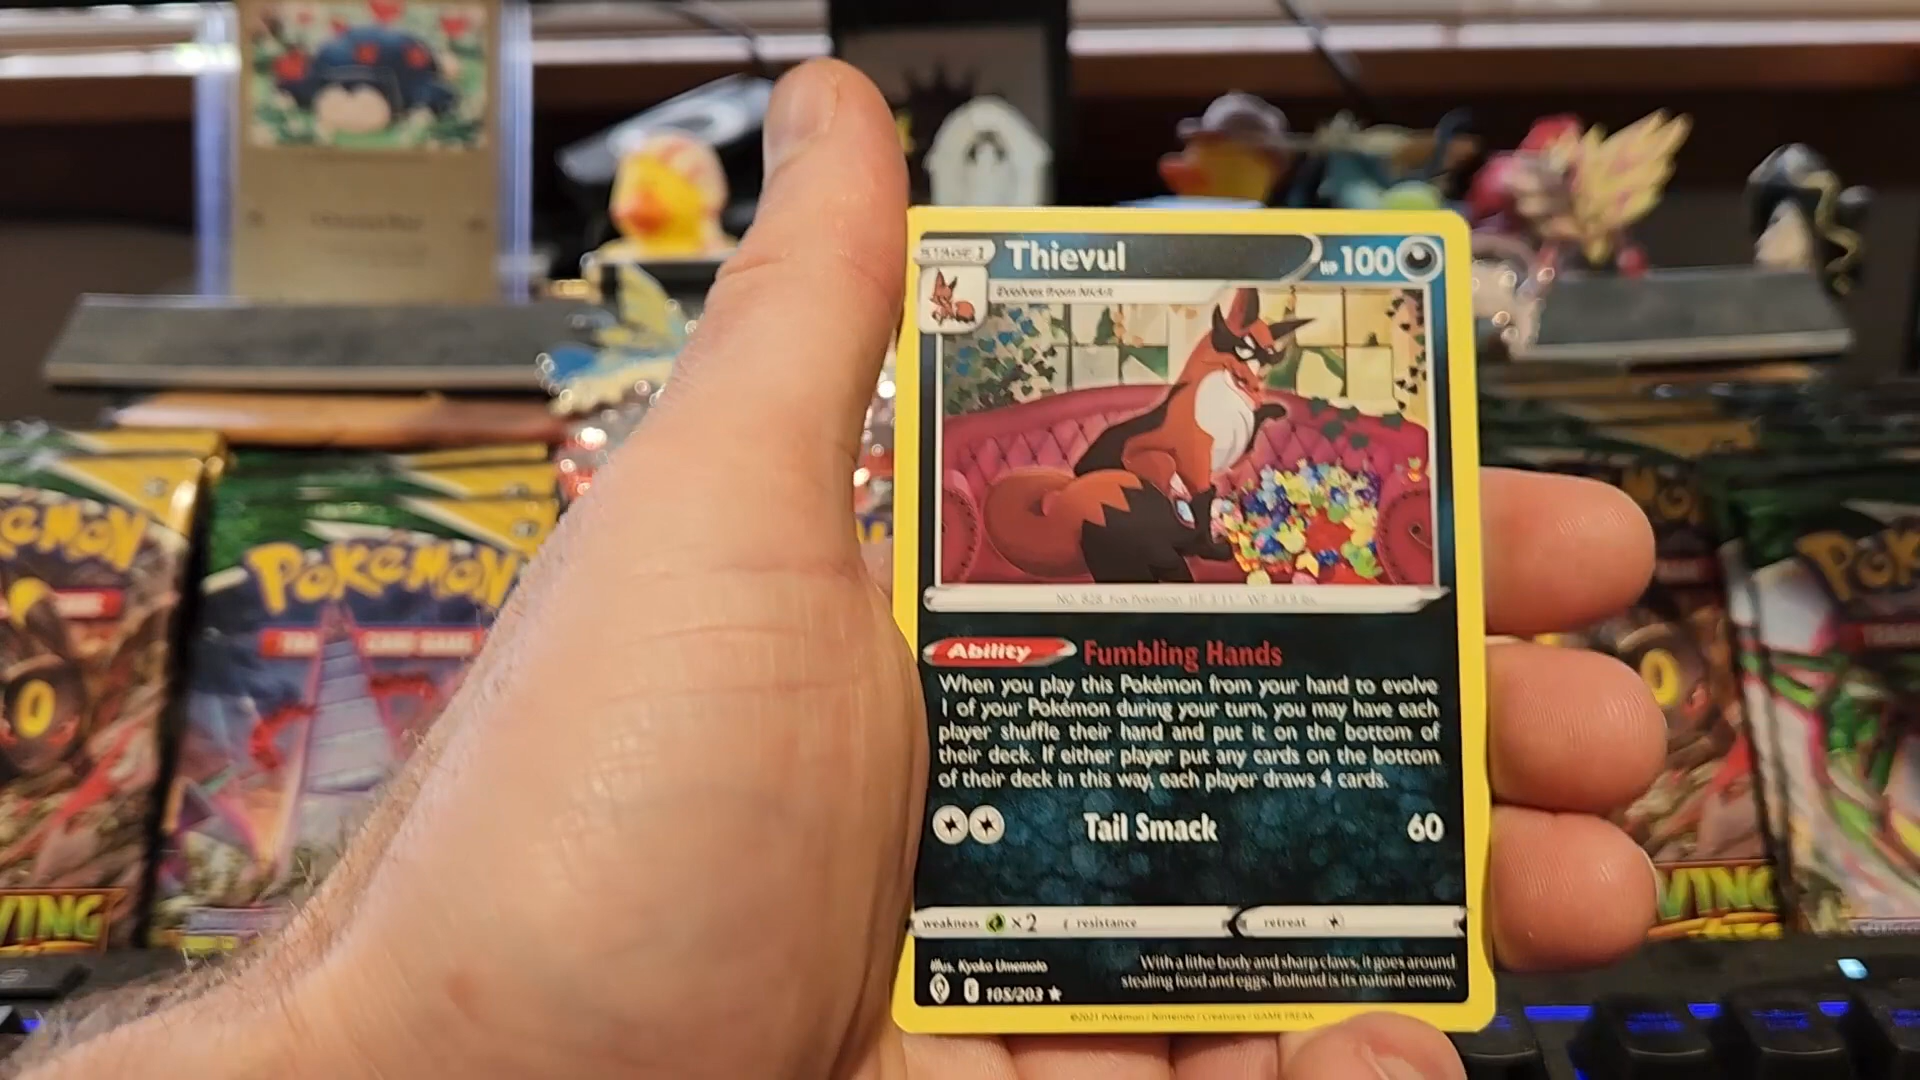 STAGE 1
Thievul
HP 100
Evolves from Nickit
NO. 828 Fox Pokémon HT: 3'11" WT: 43.9 lbs.
Ability
Fumbling Hands
When you play this Pokémon from your hand to evolve
1 of your Pokémon during your turn, you may have each
player shuffle their hand and put it on the bottom of
their deck. If either player put any cards on the bottom
of their deck in this way, each player draws 4 cards.
Tail Smack
60
weakness ×2 resistance retreat
Illus. Kyoko Umemoto
E 105/203 ★
With a lithe body and sharp claws, it goes around
stealing food and eggs. Boltund is its natural enemy.
©2021 Pokémon / Nintendo / Creatures / GAME FREAK
POKÉMON
CARD GAME
VING
VING